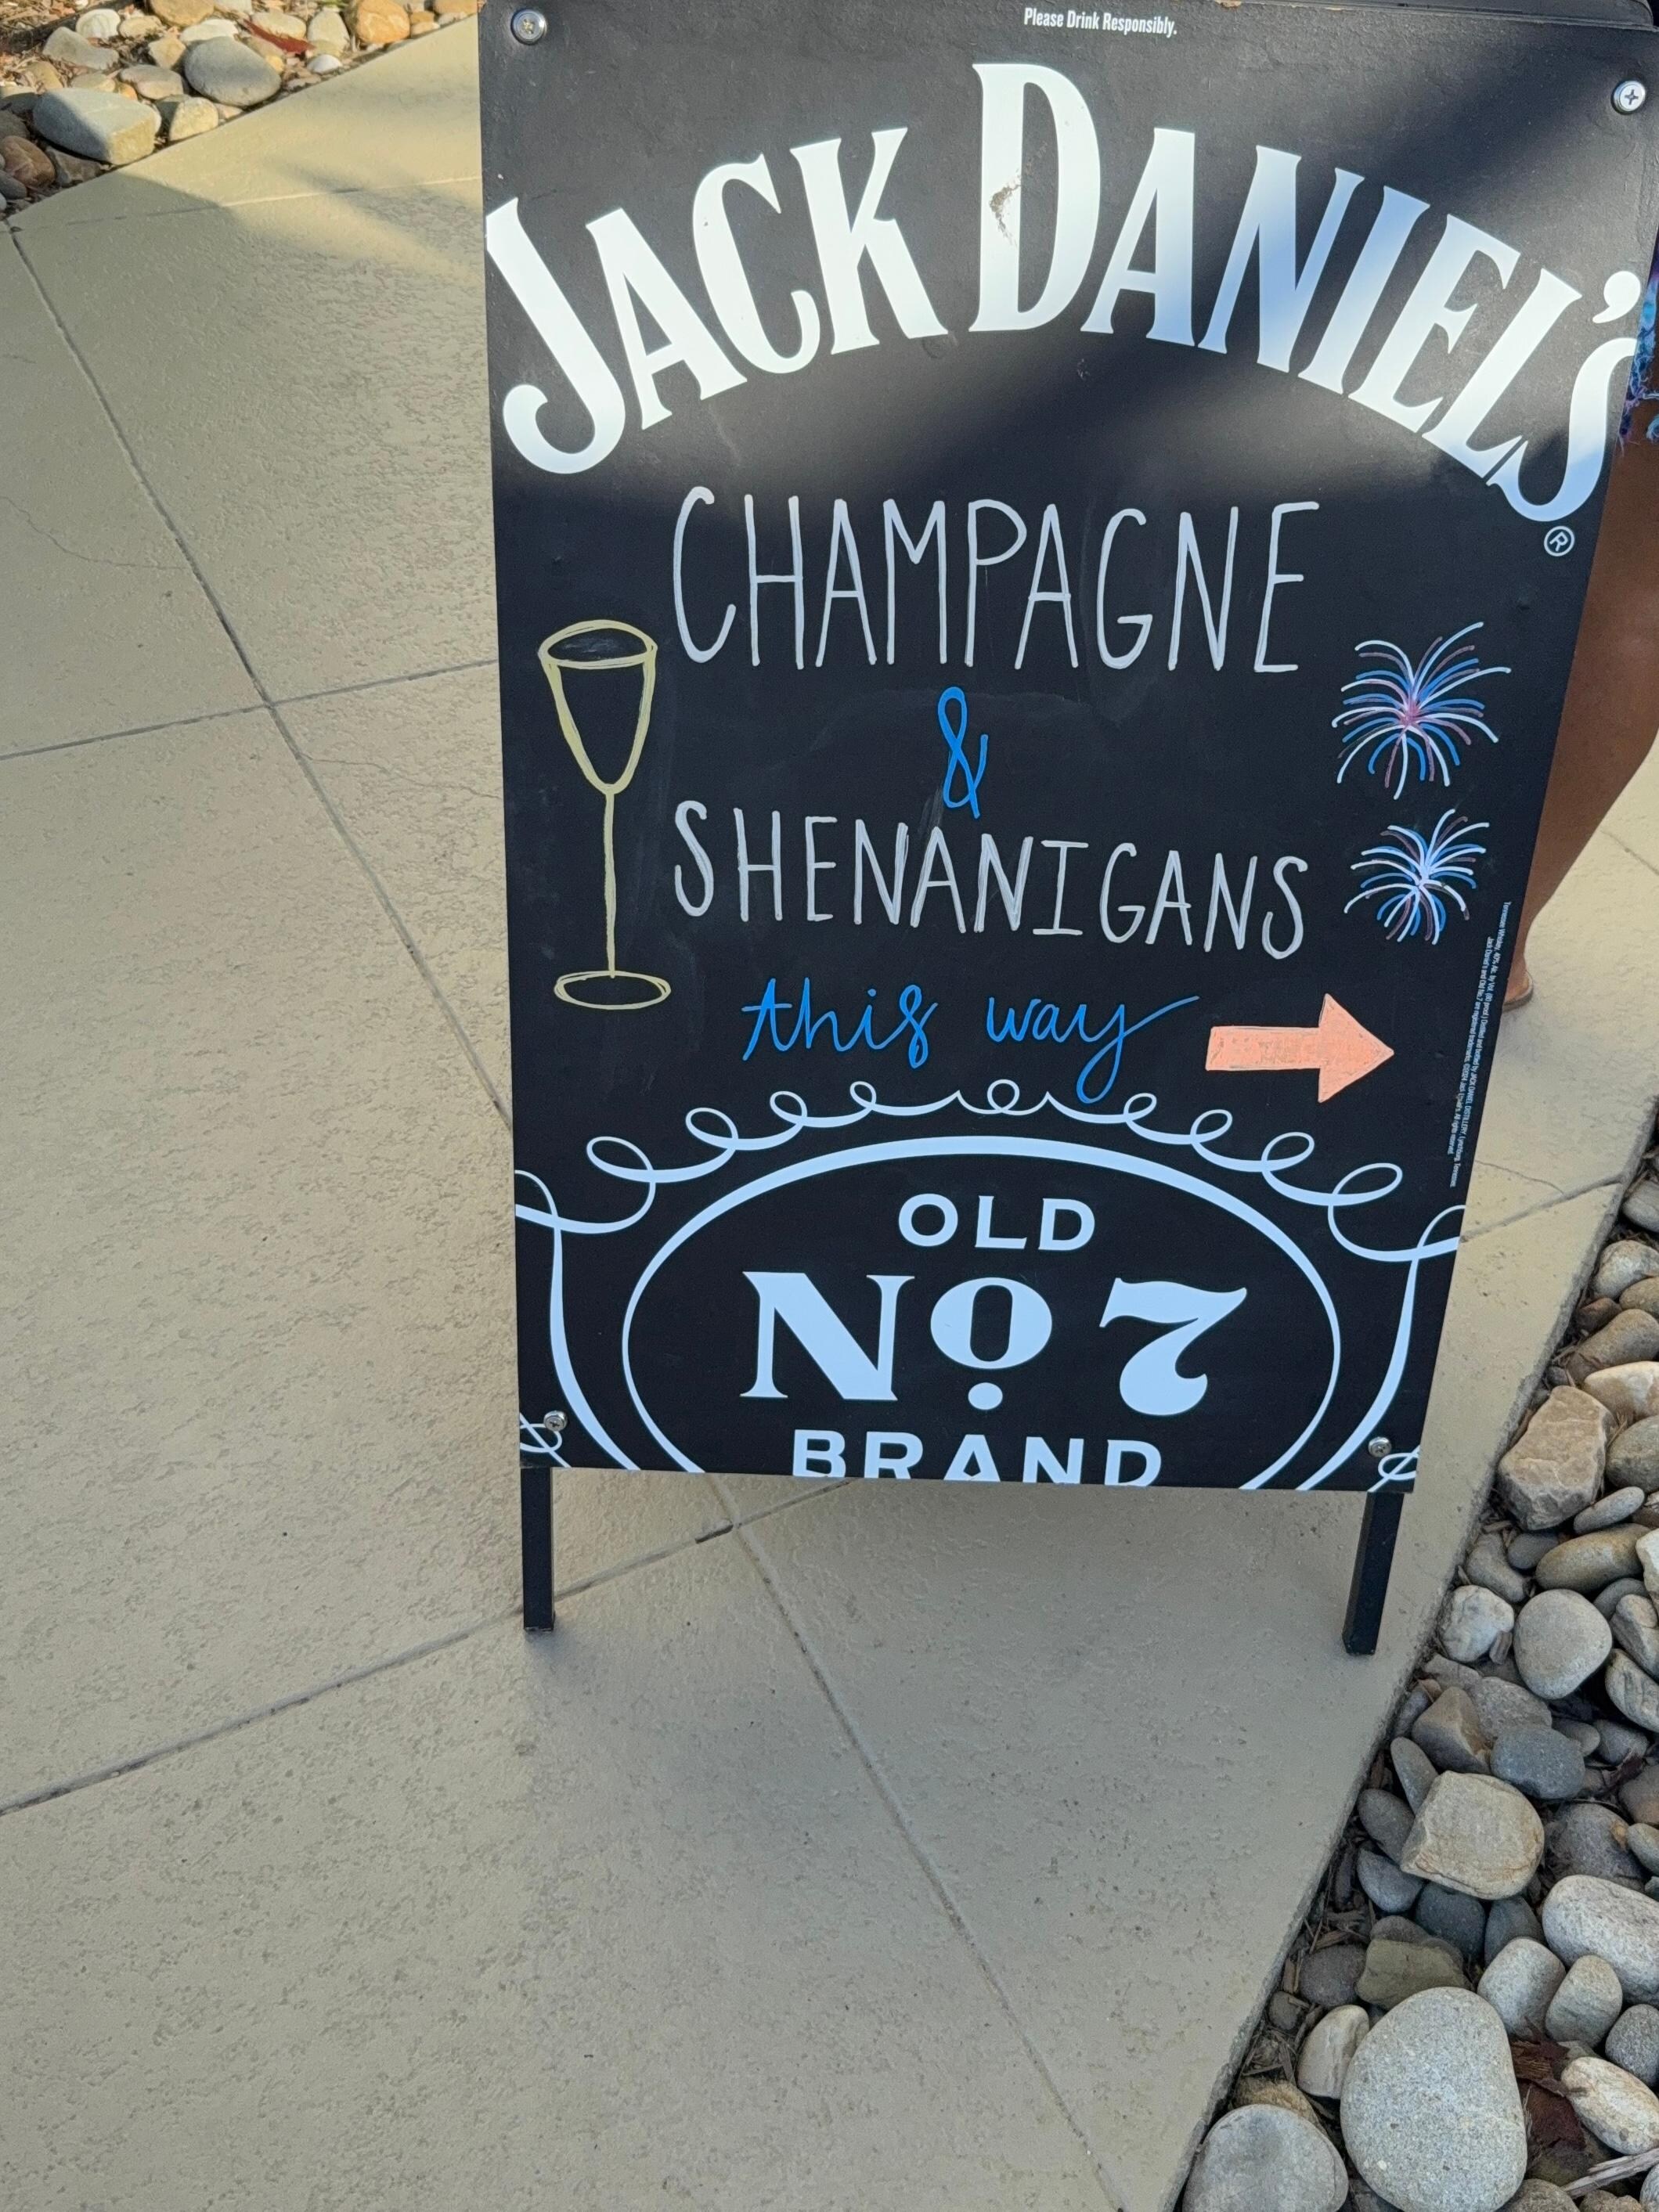 Please Drink Responsibly.
JACK DANIEL'S
®
CHAMPAGNE
&
SHENANIGANS
this way
OLD
No. 7
BRAND